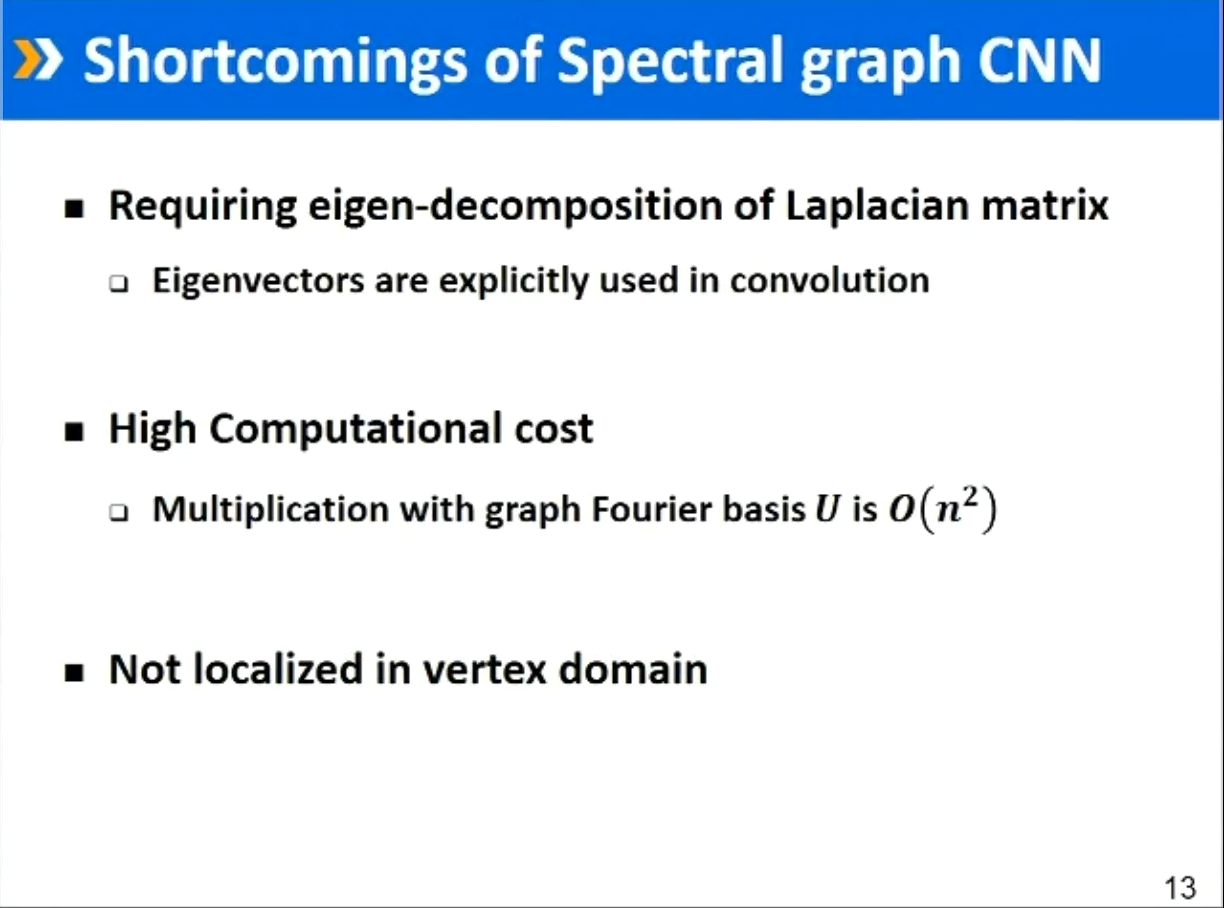 Shortcomings of Spectral graph CNN
Requiring eigen-decomposition of Laplacian matrix
Eigenvectors are explicitly used in convolution
High Computational cost
Multiplication with graph Fourier basis U is O(n²)
Not localized in vertex domain
13